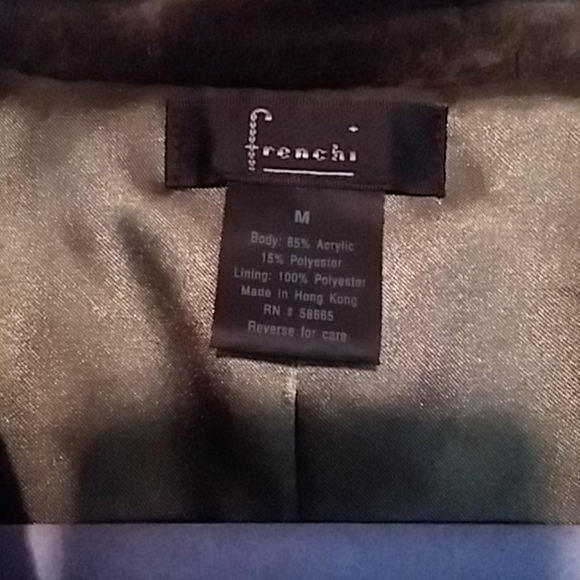 frenchi
M
Body: 85% Acrylic
15% Polyester
Lining: 100% Polyester
Made in Hong Kong
RN # 58665
Reverse for care